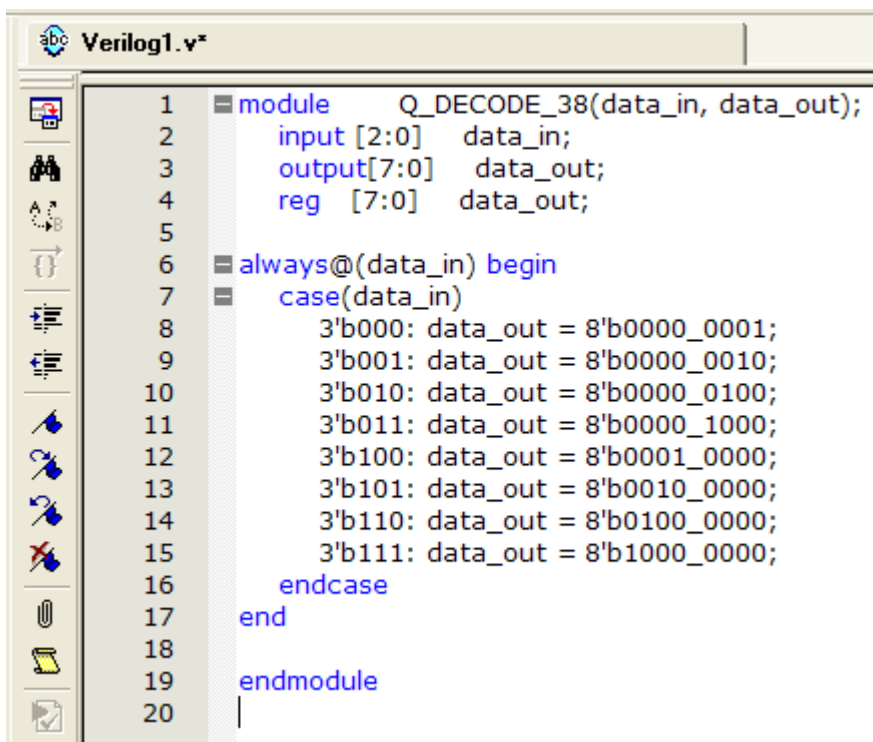 Verilog1.v*
1 module Q_DECODE_38(data_in, data_out);
2 input [2:0] data_in;
3 output[7:0] data_out;
4 reg [7:0] data_out;
5
6 always@(data_in) begin
7 case(data_in)
8 3'b000: data_out = 8'b0000_0001;
9 3'b001: data_out = 8'b0000_0010;
10 3'b010: data_out = 8'b0000_0100;
11 3'b011: data_out = 8'b0000_1000;
12 3'b100: data_out = 8'b0001_0000;
13 3'b101: data_out = 8'b0010_0000;
14 3'b110: data_out = 8'b0100_0000;
15 3'b111: data_out = 8'b1000_0000;
16 endcase
17 end
18
19 endmodule
20